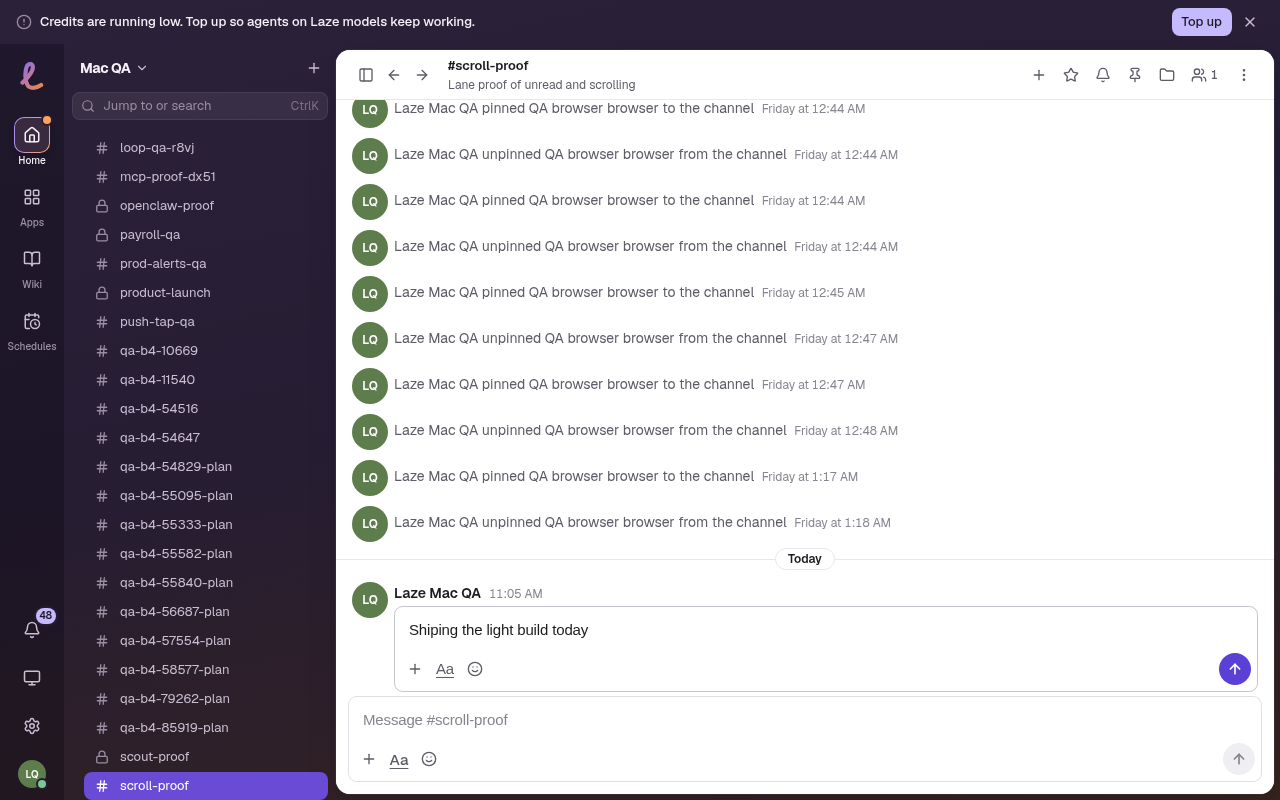 Credits are running low. Top up so agents on Laze models keep working.
Top up
Mac QA
Jump to or search CtrlK
Home
Apps
Wiki
Schedules
48
LQ
loop-qa-r8vj
mcp-proof-dx51
openclaw-proof
payroll-qa
prod-alerts-qa
product-launch
push-tap-qa
qa-b4-10669
qa-b4-11540
qa-b4-54516
qa-b4-54647
qa-b4-54829-plan
qa-b4-55095-plan
qa-b4-55333-plan
qa-b4-55582-plan
qa-b4-55840-plan
qa-b4-56687-plan
qa-b4-57554-plan
qa-b4-58577-plan
qa-b4-79262-plan
qa-b4-85919-plan
scout-proof
scroll-proof
#scroll-proof
Lane proof of unread and scrolling
1
LQ Laze Mac QA pinned QA browser browser to the channel Friday at 12:44 AM
LQ Laze Mac QA unpinned QA browser browser from the channel Friday at 12:44 AM
LQ Laze Mac QA pinned QA browser browser to the channel Friday at 12:44 AM
LQ Laze Mac QA unpinned QA browser browser from the channel Friday at 12:44 AM
LQ Laze Mac QA pinned QA browser browser to the channel Friday at 12:45 AM
LQ Laze Mac QA unpinned QA browser browser from the channel Friday at 12:47 AM
LQ Laze Mac QA pinned QA browser browser to the channel Friday at 12:47 AM
LQ Laze Mac QA unpinned QA browser browser from the channel Friday at 12:48 AM
LQ Laze Mac QA pinned QA browser browser to the channel Friday at 1:17 AM
LQ Laze Mac QA unpinned QA browser browser from the channel Friday at 1:18 AM
Today
LQ Laze Mac QA 11:05 AM
Shiping the light build today
Aa
Message #scroll-proof
Aa